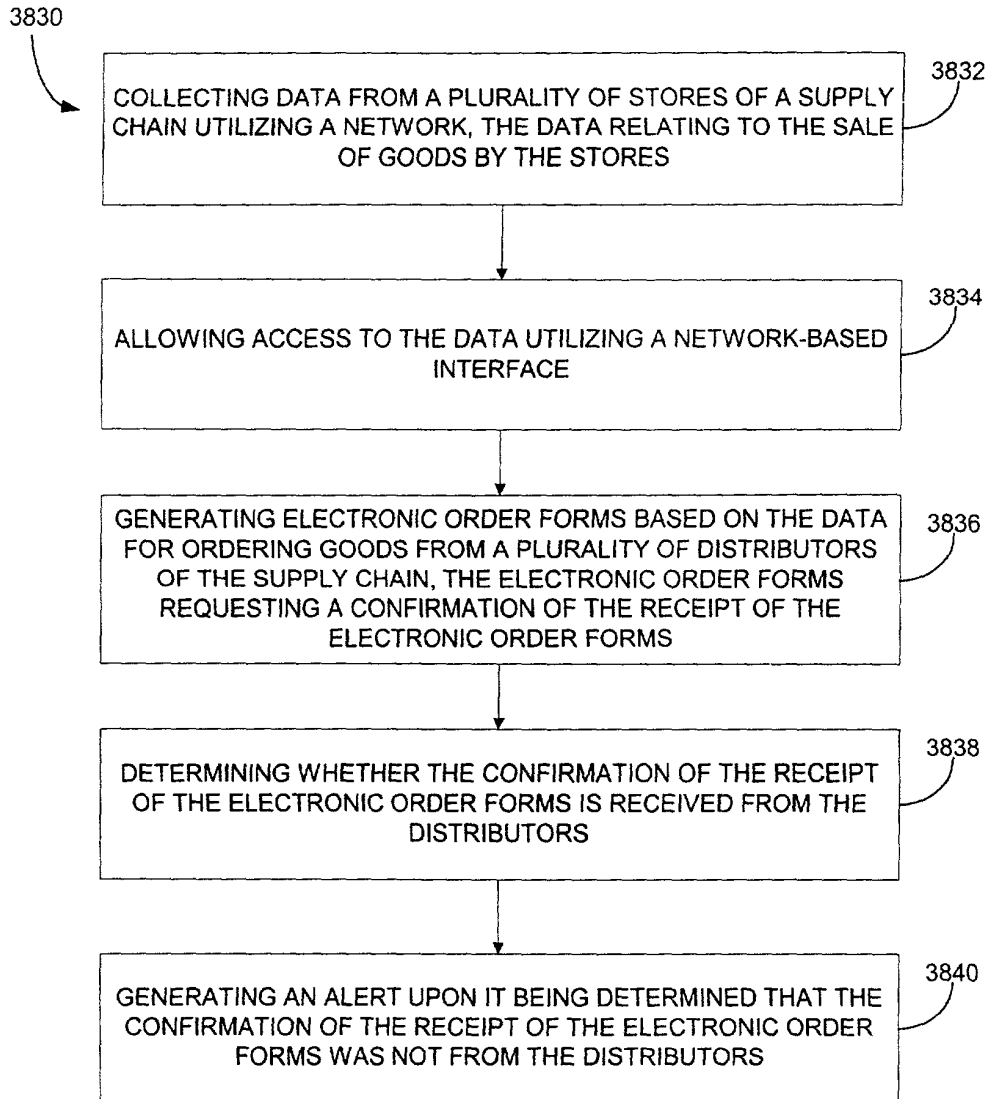 3830
COLLECTING DATA FROM A PLURALITY OF STORES OF A SUPPLY
CHAIN UTILIZING A NETWORK, THE DATA RELATING TO THE SALE
OF GOODS BY THE STORES
3832
ALLOWING ACCESS TO THE DATA UTILIZING A NETWORK-BASED
INTERFACE
3834
GENERATING ELECTRONIC ORDER FORMS BASED ON THE DATA
FOR ORDERING GOODS FROM A PLURALITY OF DISTRIBUTORS
OF THE SUPPLY CHAIN, THE ELECTRONIC ORDER FORMS
REQUESTING A CONFIRMATION OF THE RECEIPT OF THE
ELECTRONIC ORDER FORMS
3836
DETERMINING WHETHER THE CONFIRMATION OF THE RECEIPT
OF THE ELECTRONIC ORDER FORMS IS RECEIVED FROM THE
DISTRIBUTORS
3838
GENERATING AN ALERT UPON IT BEING DETERMINED THAT THE
CONFIRMATION OF THE RECEIPT OF THE ELECTRONIC ORDER
FORMS WAS NOT FROM THE DISTRIBUTORS
3840